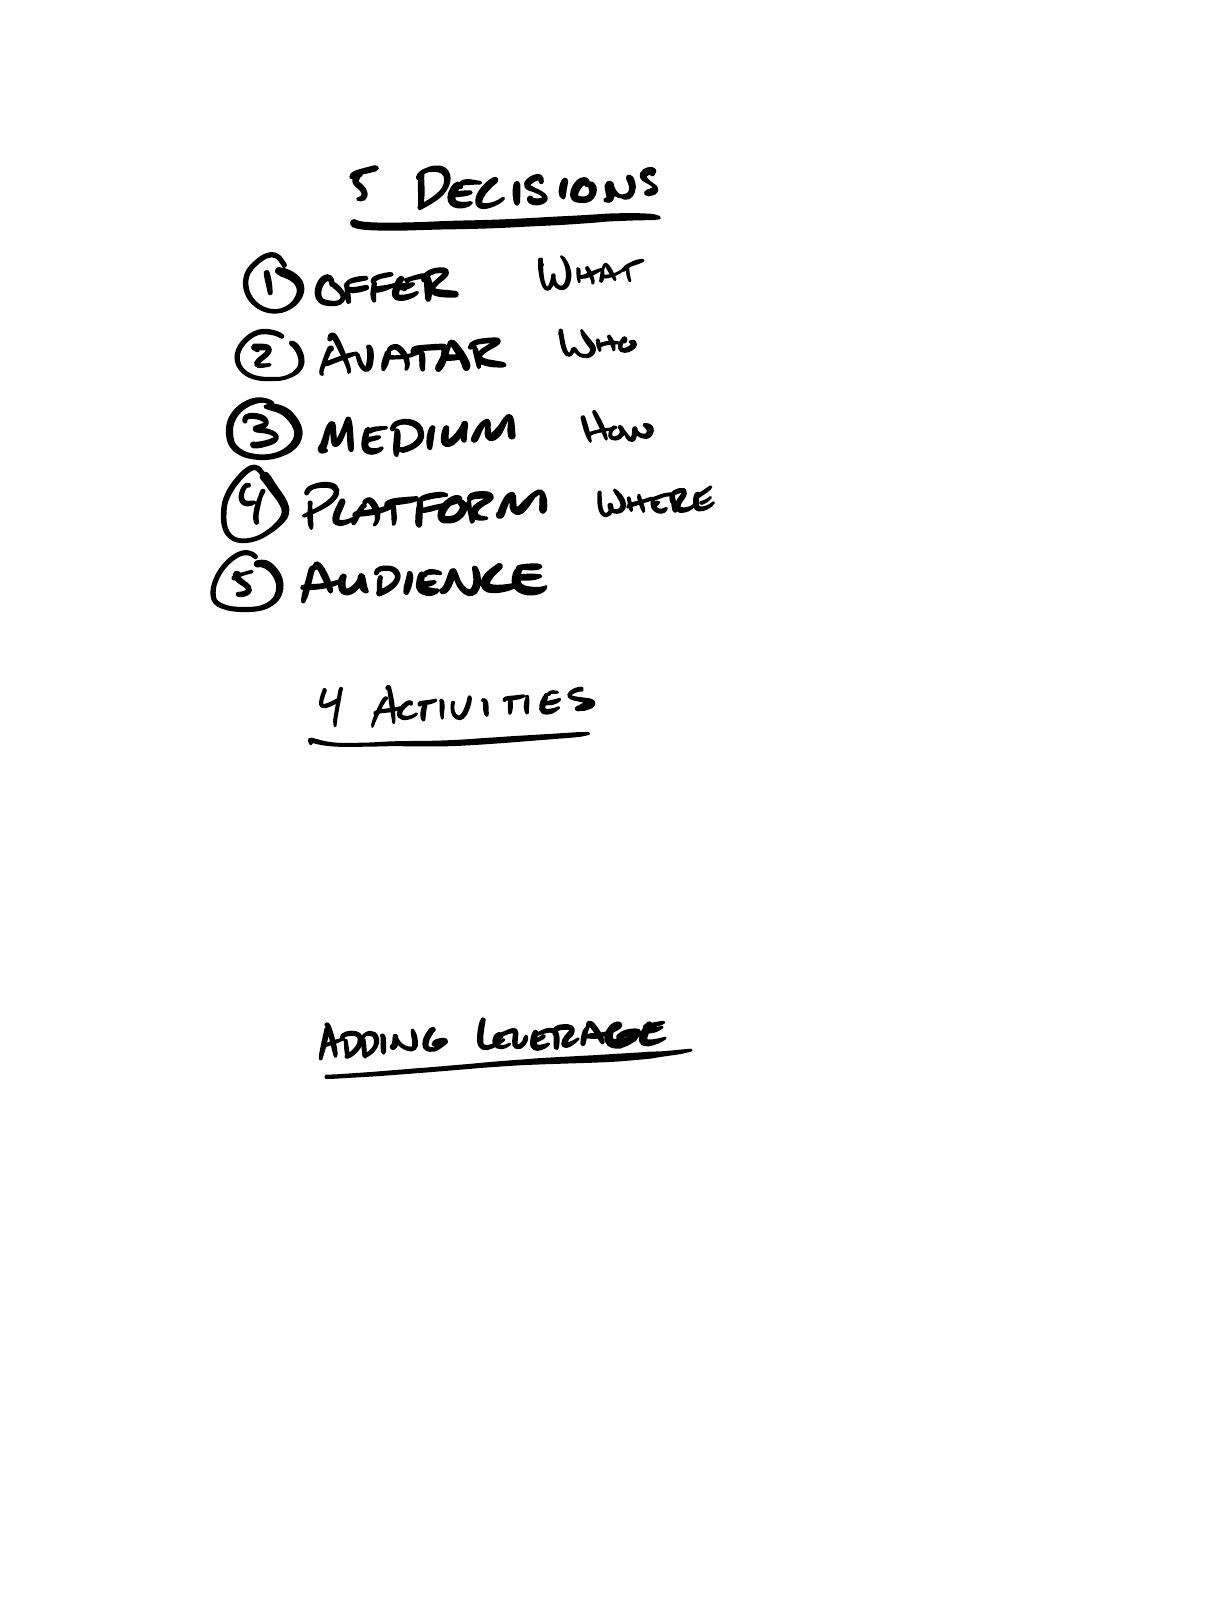 5 DECISIONS
1 OFFER WHAT
2 AVATAR WHO
3 MEDIUM HOW
4 PLATFORM WHERE
5 AUDIENCE
4 ACTIVITIES
ADDING LEVERAGE